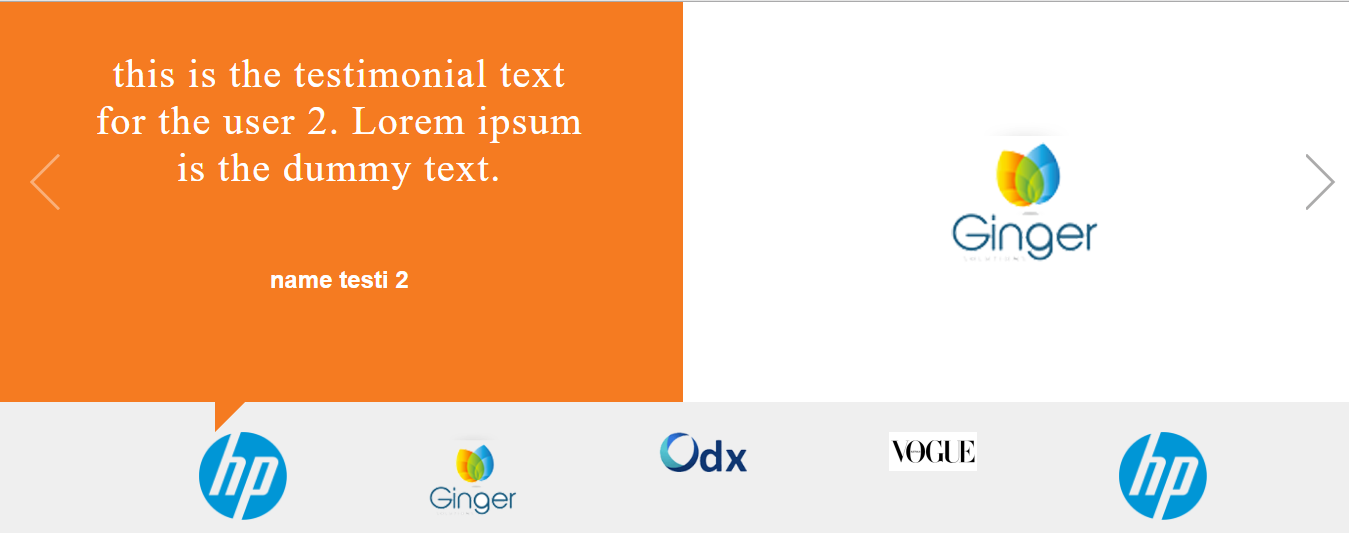 this is the testimonial text
for the user 2. Lorem ipsum
is the dummy text.
name testi 2
Ginger
hp
Ginger
Odx
VOGUE
hp